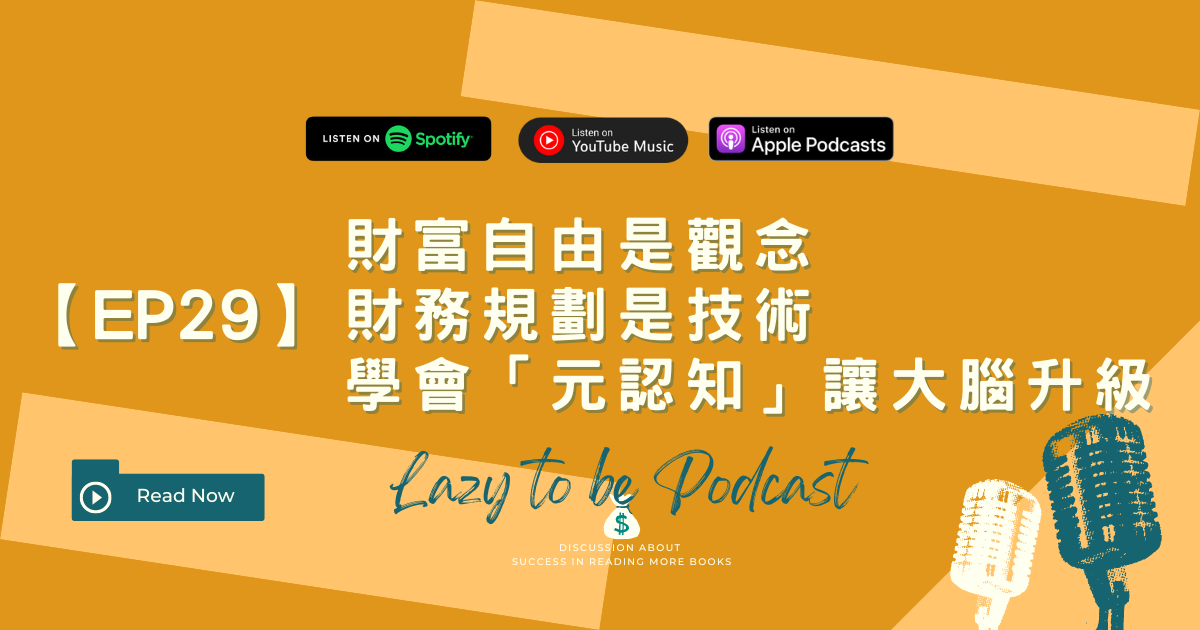 LISTEN ON Spotify
Listen on
YouTube Music
Listen on
Apple Podcasts
財富自由是觀念
【EP29】
財務規劃是技術
學會「元認知」讓大腦升級
Read Now
Lazy to be Podcast
$
DISCUSSION ABOUT
SUCCESS IN READING MORE BOOKS